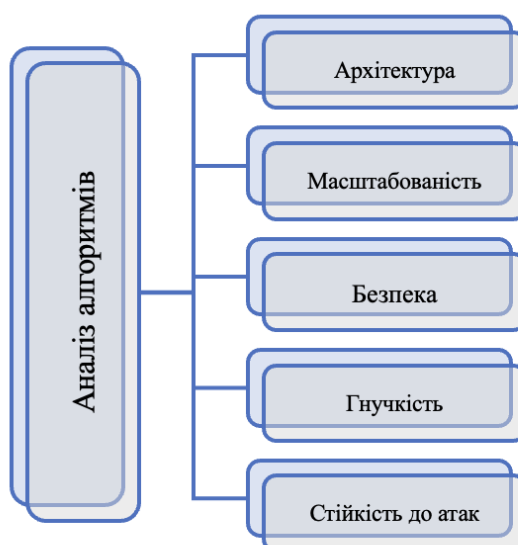 Аналіз алгоритмів
Архітектура
Масштабованість
Безпека
Гнучкість
Стійкість до атак